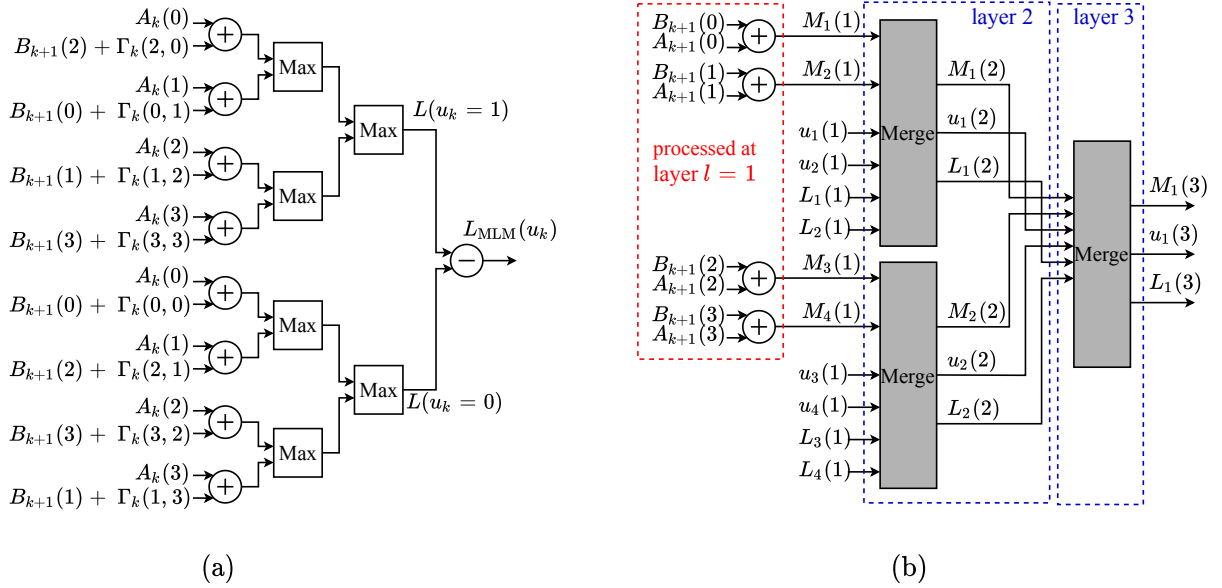 A_k(0)
B_{k+1}(2) + Γ_k(2, 0)
Max
A_k(1)
B_{k+1}(0) + Γ_k(0, 1)
Max
L(u_k = 1)
A_k(2)
B_{k+1}(1) + Γ_k(1, 2)
Max
A_k(3)
B_{k+1}(3) + Γ_k(3, 3)
L_MLM(u_k)
A_k(0)
B_{k+1}(0) + Γ_k(0, 0)
Max
A_k(1)
B_{k+1}(2) + Γ_k(2, 1)
Max
L(u_k = 0)
A_k(2)
B_{k+1}(3) + Γ_k(3, 2)
Max
A_k(3)
B_{k+1}(1) + Γ_k(1, 3)
(a)
B_{k+1}(0)
A_{k+1}(0)
M_1(1)
B_{k+1}(1)
A_{k+1}(1)
M_2(1)
processed at
layer l = 1
u_1(1)
u_2(1)
L_1(1)
L_2(1)
Merge
layer 2
M_1(2)
u_1(2)
L_1(2)
B_{k+1}(2)
A_{k+1}(2)
M_3(1)
B_{k+1}(3)
A_{k+1}(3)
M_4(1)
u_3(1)
u_4(1)
L_3(1)
L_4(1)
Merge
M_2(2)
u_2(2)
L_2(2)
layer 3
Merge
M_1(3)
u_1(3)
L_1(3)
(b)